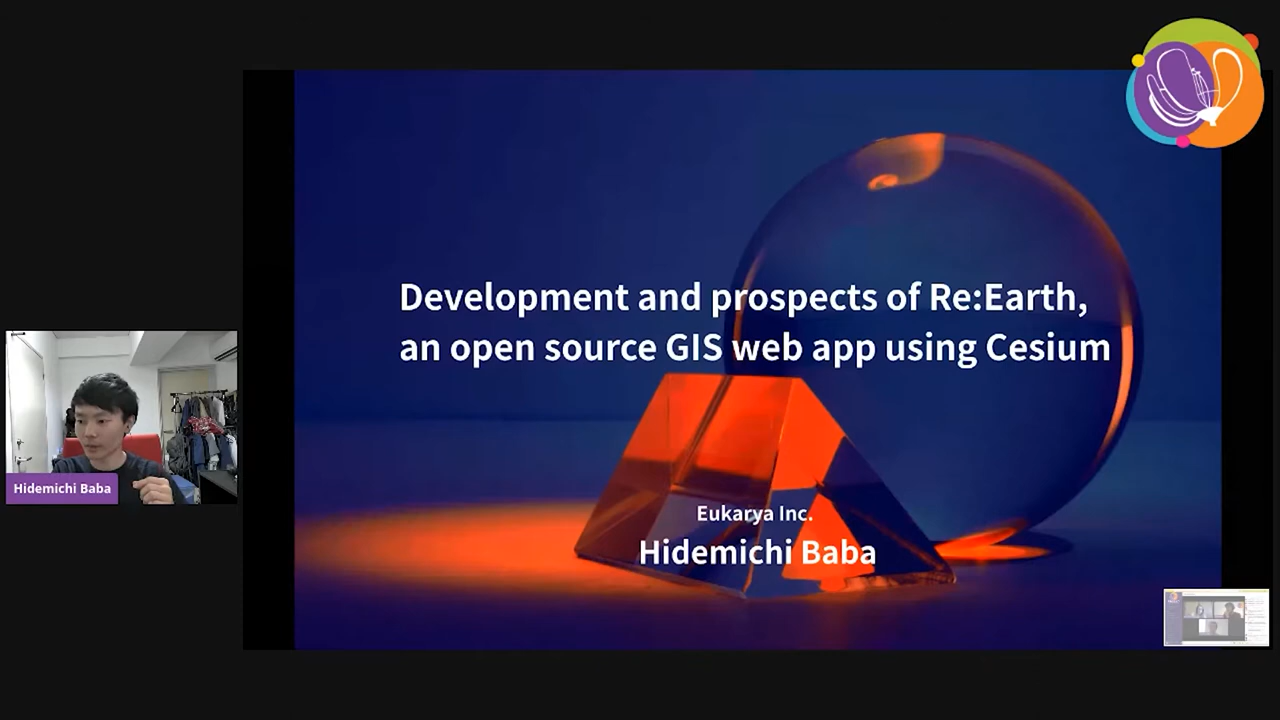 Development and prospects of Re:Earth,
an open source GIS web app using Cesium
Eukarya Inc.
Hidemichi Baba
Hidemichi Baba